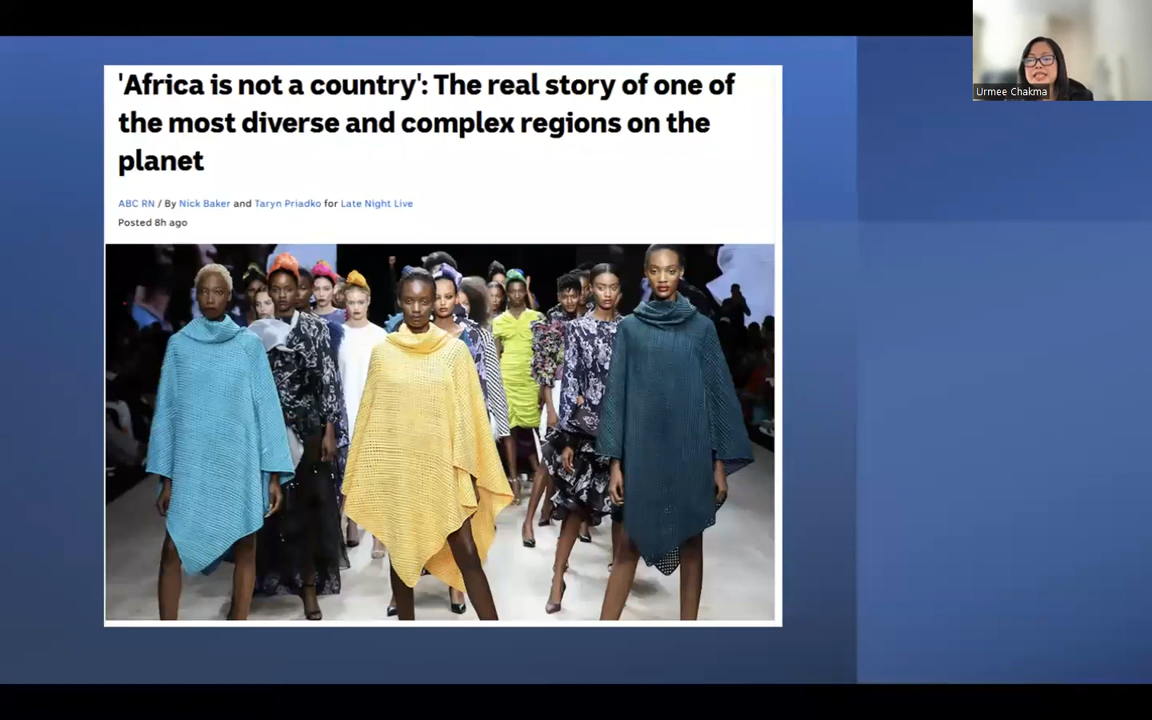 'Africa is not a country': The real story of one of
the most diverse and complex regions on the
planet
ABC RN / By Nick Baker and Taryn Priadko for Late Night Live
Posted 8h ago
Urmee Chakma